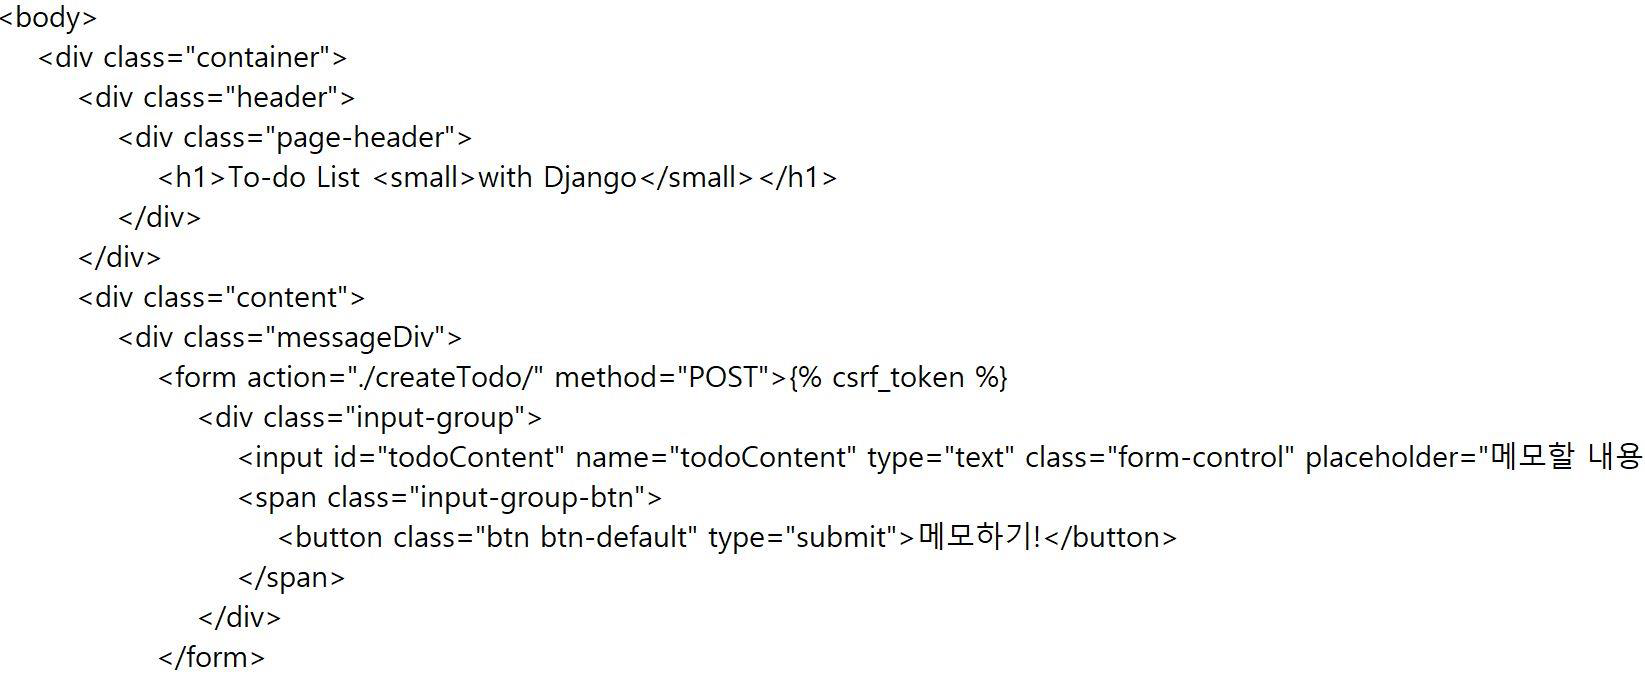 <body>
<div class="container">
<div class="header">
<div class="page-header">
<h1>To-do List <small>with Django</small></h1>
</div>
</div>
<div class="content">
<div class="messageDiv">
<form action="./createTodo/" method="POST">{% csrf_token %}
<div class="input-group">
<input id="todoContent" name="todoContent" type="text" class="form-control" placeholder="메모할 내용
<span class="input-group-btn">
<button class="btn btn-default" type="submit">메모하기!</button>
</span>
</div>
</form>